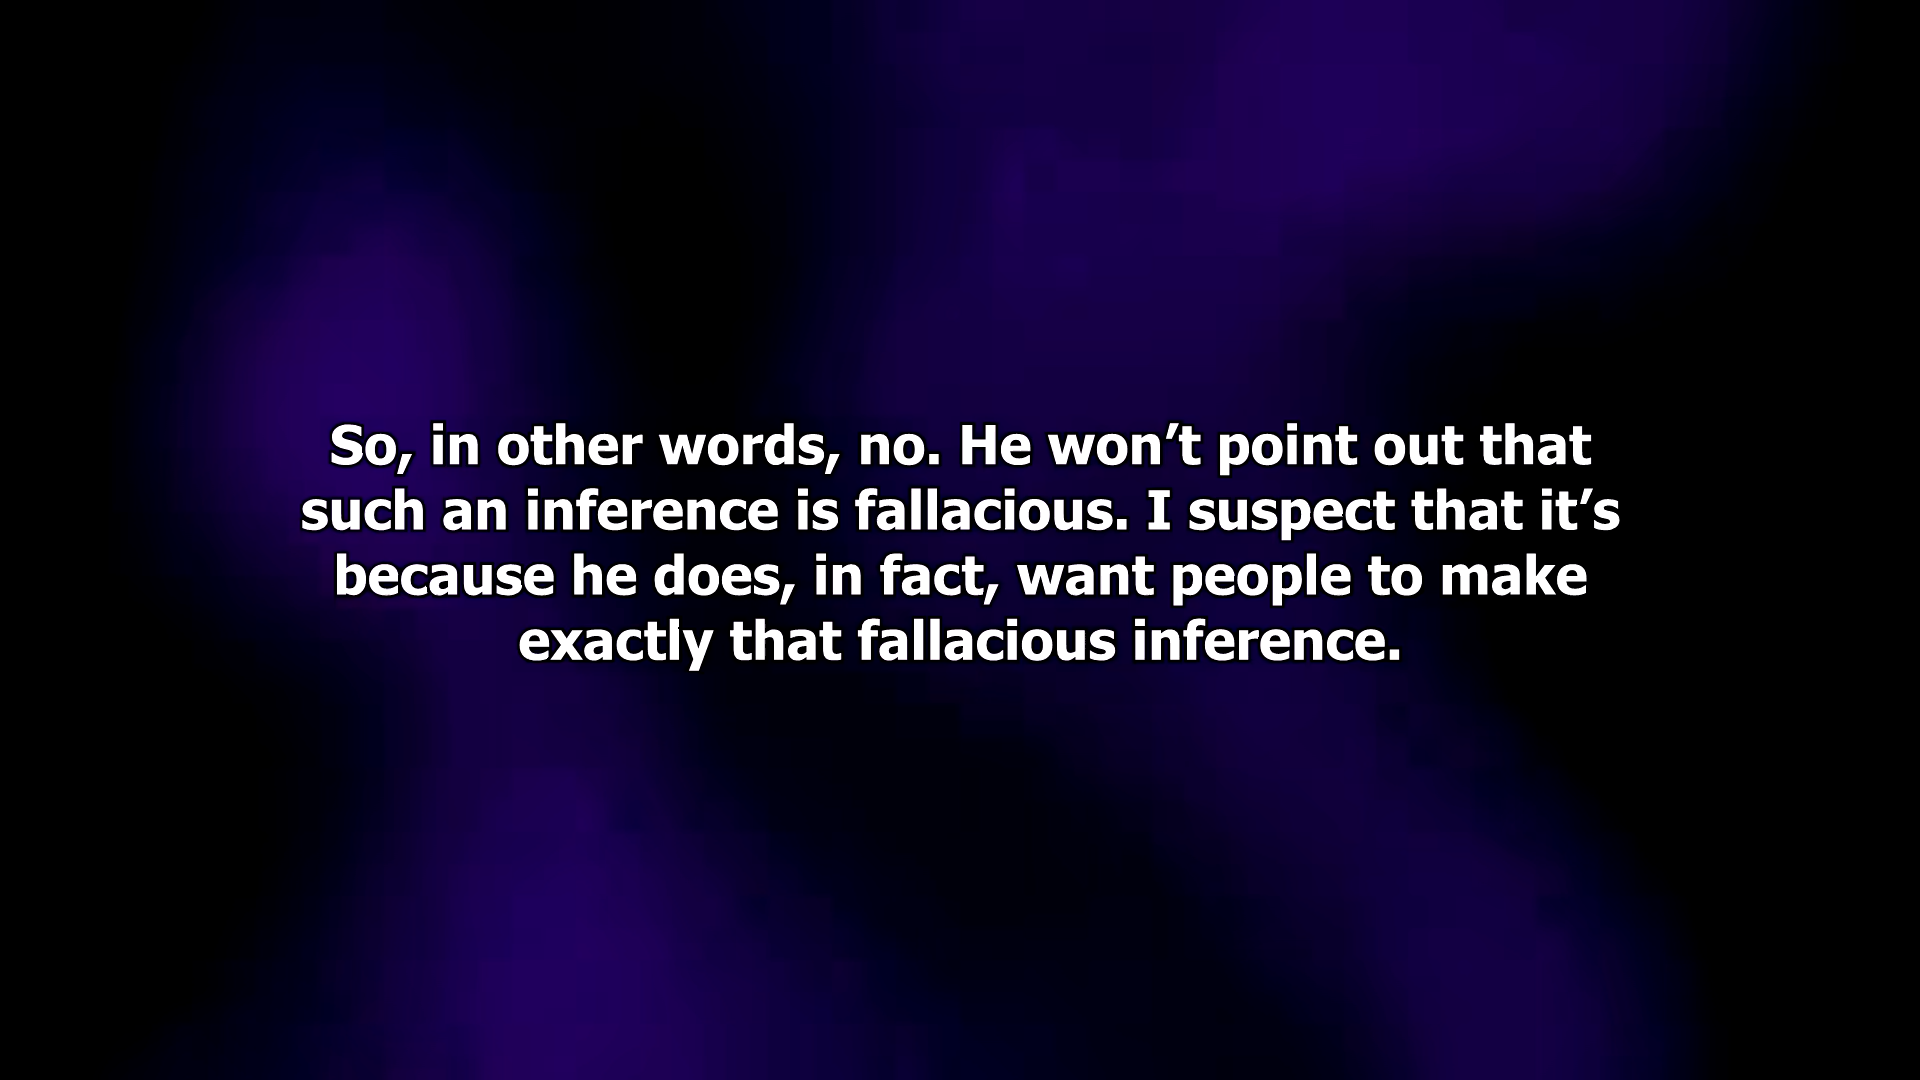 So, in other words, no. He won’t point out that
such an inference is fallacious. I suspect that it’s
because he does, in fact, want people to make
exactly that fallacious inference.